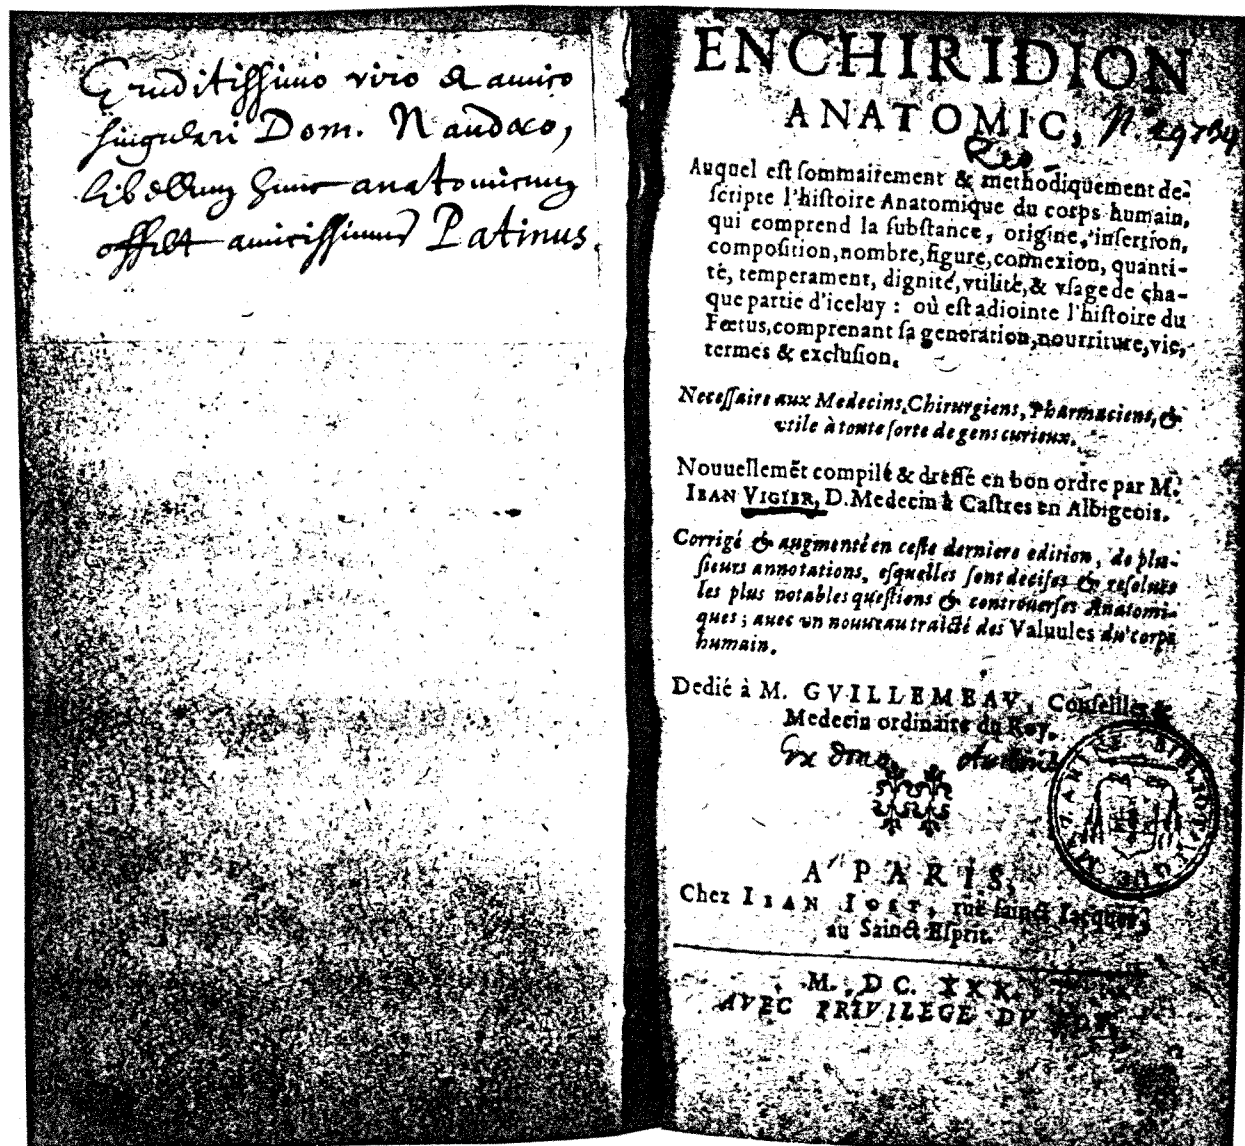 Eruditissimo viro & amico
singulari Dom. Naudæo,
libellum hunc anatomicum
offert amicissimus Patinus.
ENCHIRIDION
ANATOMIC,
Auquel est sommairement & methodiquement de-
scripte l'histoire Anatomique du corps humain,
qui comprend la substance, origine, insertion,
composition, nombre, figure, connexion, quanti-
té, temperament, dignité, vtilité, & vsage de cha-
que partie d'iceluy : où est adiointe l'histoire du
Fœtus, comprenant sa generation, nourriture, vie,
termes & exclusion.
Necessaire aux Medecins, Chirurgiens, Pharmaciens, &
vtile à toute sorte de gens curieux.
Nouuellemẽt compilé & dressé en bon ordre par M.
IEAN VIGIER, D. Medecin à Castres en Albigeois.
Corrigé & augmenté en ceste derniere edition, de plu-
sieurs annotations, esquelles sont decises & resolues
les plus notables questions & controuerses Anatomi-
ques ; auec vn nouueau traicté des Valuules du corps
humain.
Dedié à M. GVILLEMEAV, Conseiller &
Medecin ordinaire du Roy.
Ex dono
A PARIS,
Chez IEAN IOST, rue sainct Iacques,
au Sainct Esprit.
M. DC. XXX.
AVEC PRIVILEGE DV ROY.